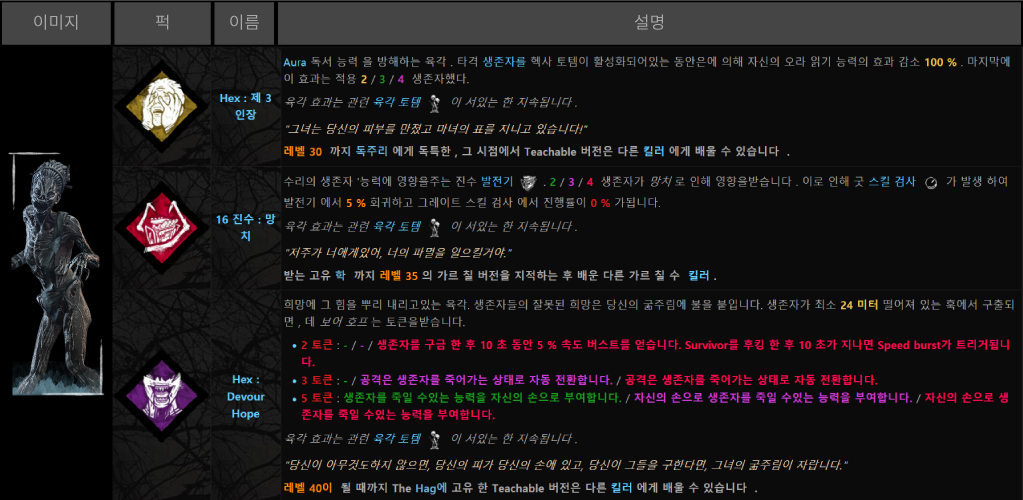 이미지 퍽 이름 설명
Hex : 제 3
인장
Aura 독서 능력 을 방해하는 육각 . 타격 생존자를 헥사 토템이 활성화되어있는 동안은에 의해 자신의 오라 읽기 능력의 효과 감소 100 % . 마지막에
이 효과는 적용 2 / 3 / 4 생존자했다.
육각 효과는 관련 육각 토템 이 서있는 한 지속됩니다 .
"그녀는 당신의 피부를 만졌고 마녀의 표를 지니고 있습니다!"
레벨 30 까지 독주리 에게 독특한 , 그 시점에서 Teachable 버전은 다른 킬러 에게 배울 수 있습니다 .
16 진수 : 망
치
수리의 생존자 '능력에 영향을주는 진수 발전기 . 2 / 3 / 4 생존자가 망치 로 인해 영향을받습니다 . 이로 인해 굿 스킬 검사 가 발생 하여
발전기 에서 5 % 회귀하고 그레이트 스킬 검사 에서 진행률이 0 % 가됩니다.
육각 효과는 관련 육각 토템 이 서있는 한 지속됩니다 .
"저주가 너에게있어, 너의 파멸을 일으킬거야."
받는 고유 학 까지 레벨 35 의 가르 칠 버전을 지적하는 후 배운 다른 가르 칠 수 킬러 .
Hex :
Devour
Hope
희망에 그 힘을 뿌리 내리고있는 육각. 생존자들의 잘못된 희망은 당신의 굶주림에 불을 붙입니다. 생존자가 최소 24 미터 떨어져 있는 훅에서 구출되
면 , 데 보어 호프 는 토큰을받습니다.
• 2 토큰 : - / - / 생존자를 구금 한 후 10 초 동안 5 % 속도 버스트를 얻습니다. Survivor를 후킹 한 후 10 초가 지나면 Speed burst가 트리거됩니
다.
• 3 토큰 : - / 공격은 생존자를 죽어가는 상태로 자동 전환합니다. / 공격은 생존자를 죽어가는 상태로 자동 전환합니다.
• 5 토큰 : 생존자를 죽일 수있는 능력을 자신의 손으로 부여합니다. / 자신의 손으로 생존자를 죽일 수있는 능력을 부여합니다. / 자신의 손으로 생
존자를 죽일 수있는 능력을 부여합니다.
육각 효과는 관련 육각 토템 이 서있는 한 지속됩니다 .
"당신이 아무것도하지 않으면, 당신의 피가 당신의 손에 있고, 당신이 그들을 구한다면, 그녀의 굶주림이 자랍니다."
레벨 40이 될 때까지 The Hag에 고유 한 Teachable 버전은 다른 킬러 에게 배울 수 있습니다 .